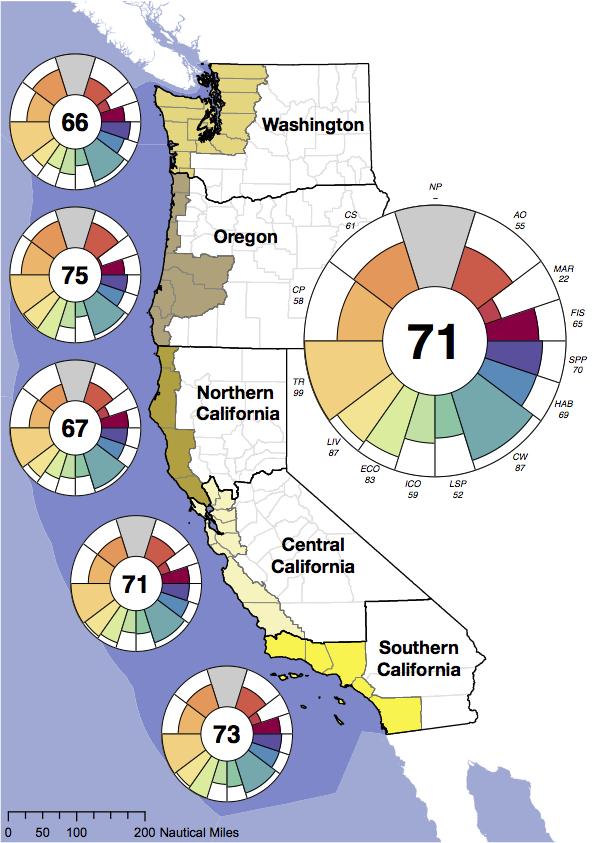 66
Washington
NP
–
CS
61
AO
55
75
Oregon
MAR
22
CP
58
FIS
65
71
SPP
70
67
Northern
California
TR
99
HAB
69
LIV
87
CW
87
ECO
83
ICO
59
LSP
52
71
Central
California
73
Southern
California
0 50 100 200 Nautical Miles